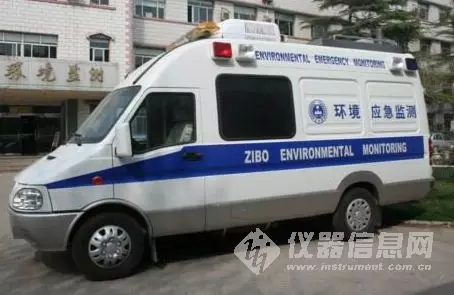 ENVIRONMENTAL EMERGENCY MONITORING
环境监测
环境 应急监测
ZIBO ENVIRONMENTAL MONITORING
仪器信息网
www.instrument.com.cn